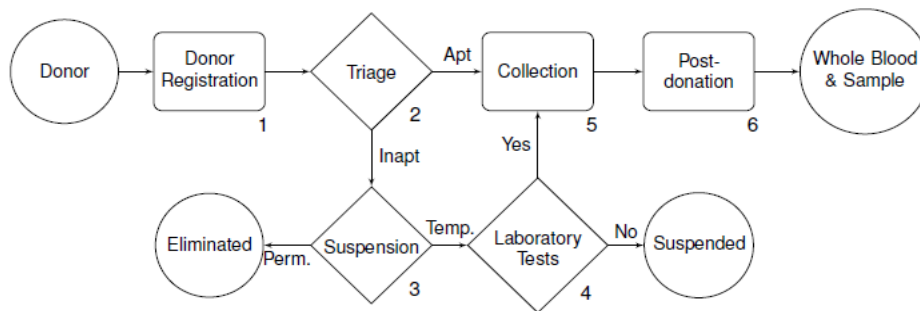 Donor
Donor
Registration
1
Triage
2
Apt
Collection
5
Post-
donation
6
Whole Blood
& Sample
Inapt
Yes
Eliminated
Perm.
Suspension
3
Temp.
Laboratory
Tests
4
No
Suspended